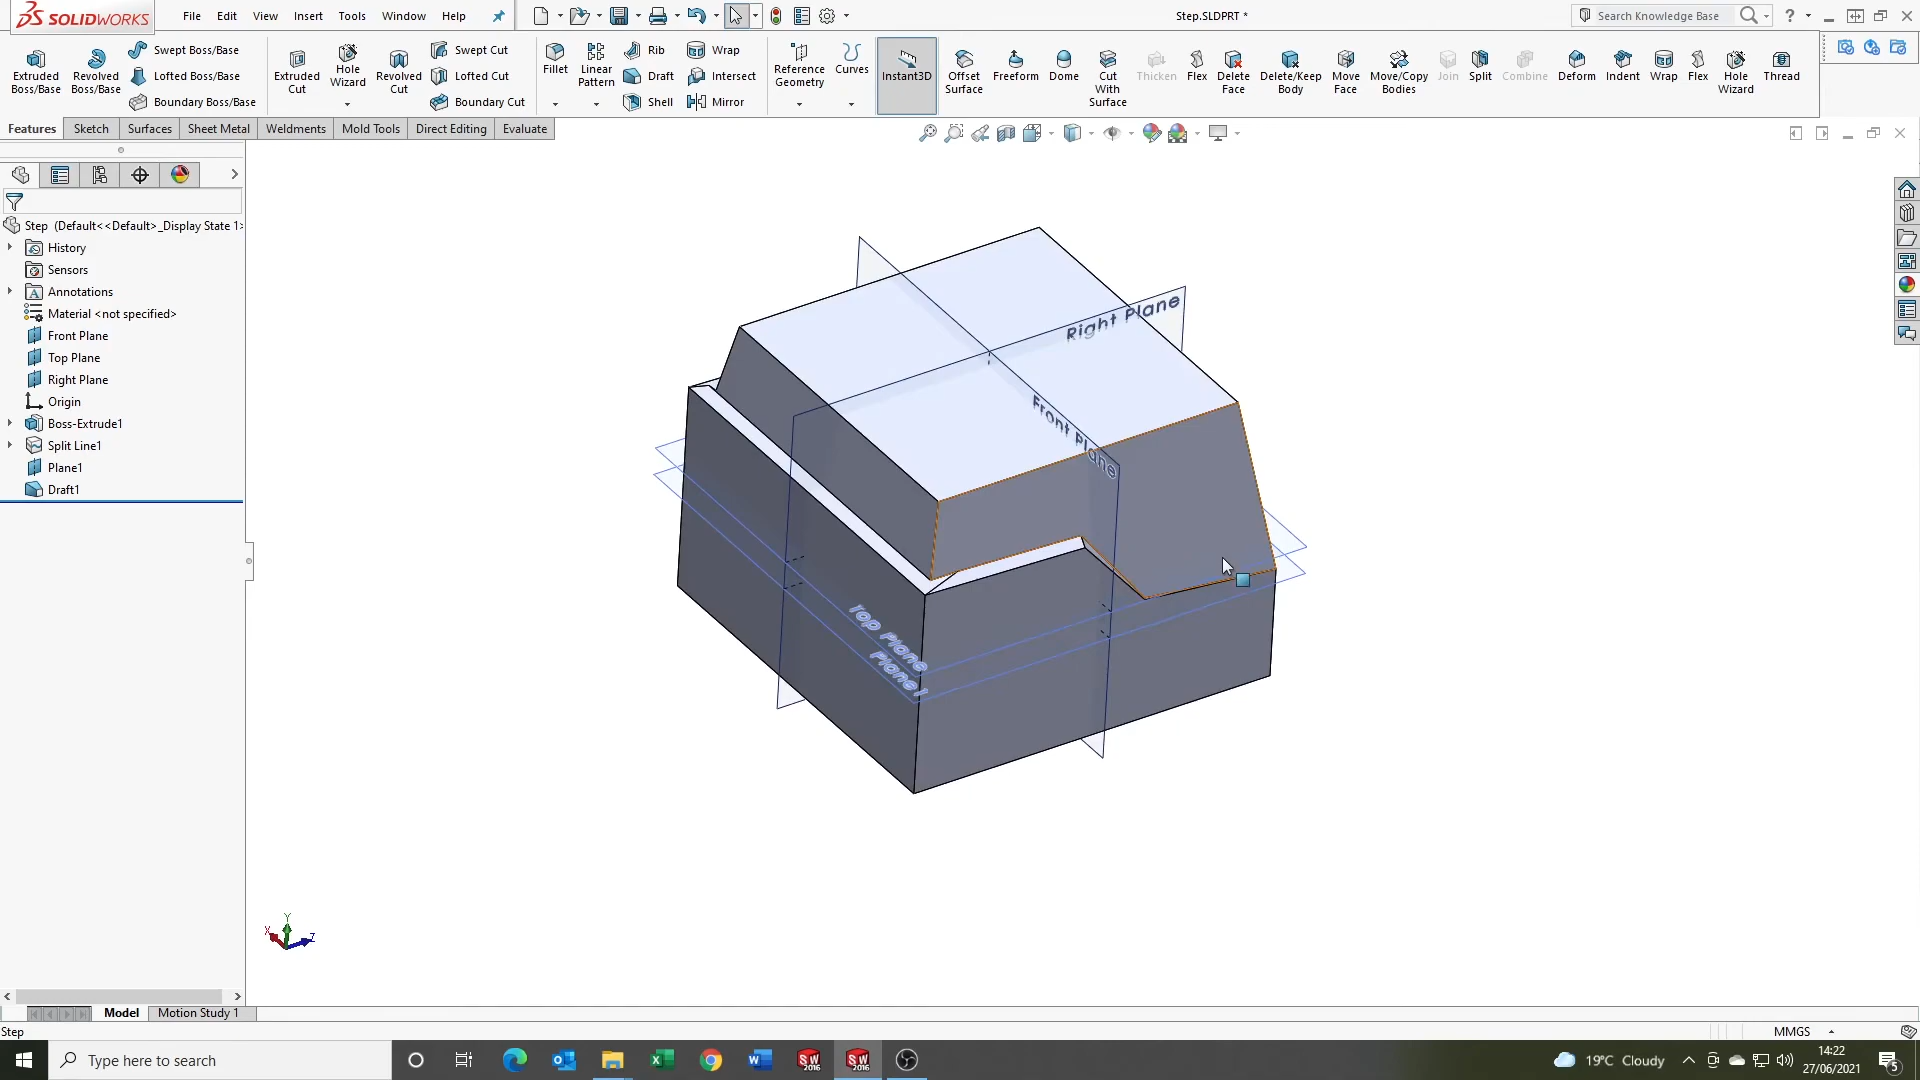 SOLIDWORKS
File Edit View Insert Tools Window Help
Step.SLDPRT *
Search Knowledge Base
Extruded Boss/Base
Revolved Boss/Base
Swept Boss/Base
Lofted Boss/Base
Boundary Boss/Base
Extruded Cut
Hole Wizard
Revolved Cut
Swept Cut
Lofted Cut
Boundary Cut
Fillet
Linear Pattern
Rib
Draft
Shell
Wrap
Intersect
Mirror
Reference Geometry
Curves
Instant3D
Offset Surface
Freeform
Dome
Cut With Surface
Thicken
Flex
Delete Face
Delete/Keep Body
Move Face
Move/Copy Bodies
Join
Split
Combine
Deform
Indent
Wrap
Flex
Hole Wizard
Thread
Features Sketch Surfaces Sheet Metal Weldments Mold Tools Direct Editing Evaluate
Step (Default<<Default>_Display State 1>
History
Sensors
Annotations
Material <not specified>
Front Plane
Top Plane
Right Plane
Origin
Boss-Extrude1
Split Line1
Plane1
Draft1
Right Plane
Front Plane
Top Plane
Plane1
Y
X
Z
Model Motion Study 1
Step
MMGS
Type here to search
SW 2016
SW 2016
19°C Cloudy
14:22
27/06/2021
5